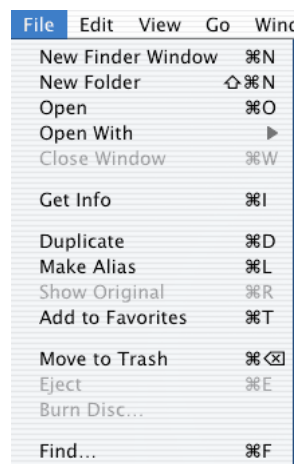 File Edit View Go Wind
New Finder Window ⌘N
New Folder ⇧⌘N
Open ⌘O
Open With ▶
Close Window ⌘W
Get Info ⌘I
Duplicate ⌘D
Make Alias ⌘L
Show Original ⌘R
Add to Favorites ⌘T
Move to Trash ⌘⌫
Eject ⌘E
Burn Disc...
Find... ⌘F